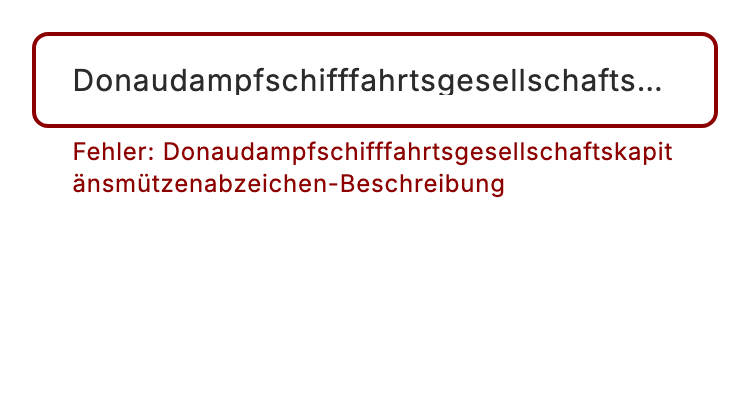 Donaudampfschifffahrtsgesellschafts...
Fehler: Donaudampfschifffahrtsgesellschaftskapit
änsmützenabzeichen-Beschreibung